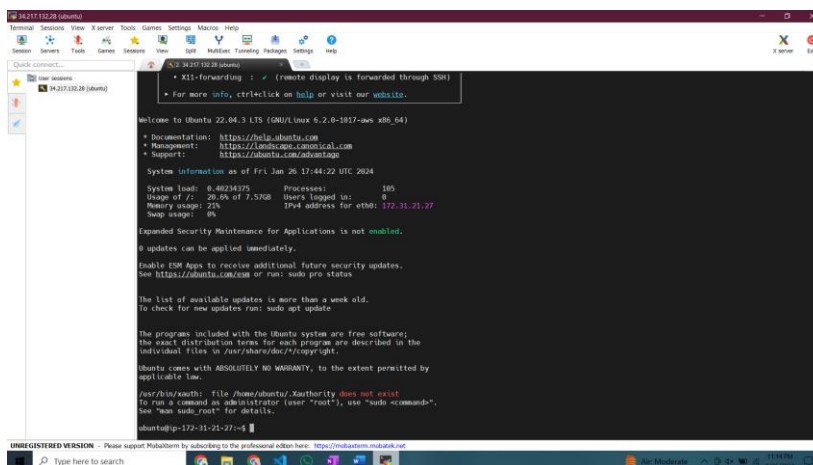 34.217.132.28 (ubuntu)
Terminal Sessions View X server Tools Games Settings Macros Help
Session Servers Tools Games Sessions View Split MultiExec Tunneling Packages Settings Help
X server
Quick connect...
2. 34.217.132.28 (ubuntu)
User sessions
34.217.132.28 (ubuntu)
• X11-forwarding : ✔ (remote display is forwarded through SSH)
► For more info, ctrl+click on help or visit our website.
Welcome to Ubuntu 22.04.3 LTS (GNU/Linux 6.2.0-1017-aws x86_64)
* Documentation: https://help.ubuntu.com
* Management: https://landscape.canonical.com
* Support: https://ubuntu.com/advantage
System information as of Fri Jan 26 17:44:22 UTC 2024
System load: 0.40234375 Processes: 105
Usage of /: 20.6% of 7.57GB Users logged in: 0
Memory usage: 21% IPv4 address for eth0: 172.31.21.27
Swap usage: 0%
Expanded Security Maintenance for Applications is not enabled.
0 updates can be applied immediately.
Enable ESM Apps to receive additional future security updates.
See https://ubuntu.com/esm or run: sudo pro status
The list of available updates is more than a week old.
To check for new updates run: sudo apt update
The programs included with the Ubuntu system are free software;
the exact distribution terms for each program are described in the
individual files in /usr/share/doc/*/copyright.
Ubuntu comes with ABSOLUTELY NO WARRANTY, to the extent permitted by
applicable law.
/usr/bin/xauth: file /home/ubuntu/.Xauthority does not exist
To run a command as administrator (user "root"), use "sudo <command>".
See "man sudo_root" for details.
ubuntu@ip-172-31-21-27:~$
UNREGISTERED VERSION - Please support MobaXterm by subscribing to the professional edition here: https://mobaxterm.mobatek.net
Type here to search
Air: Moderate
11:14 PM